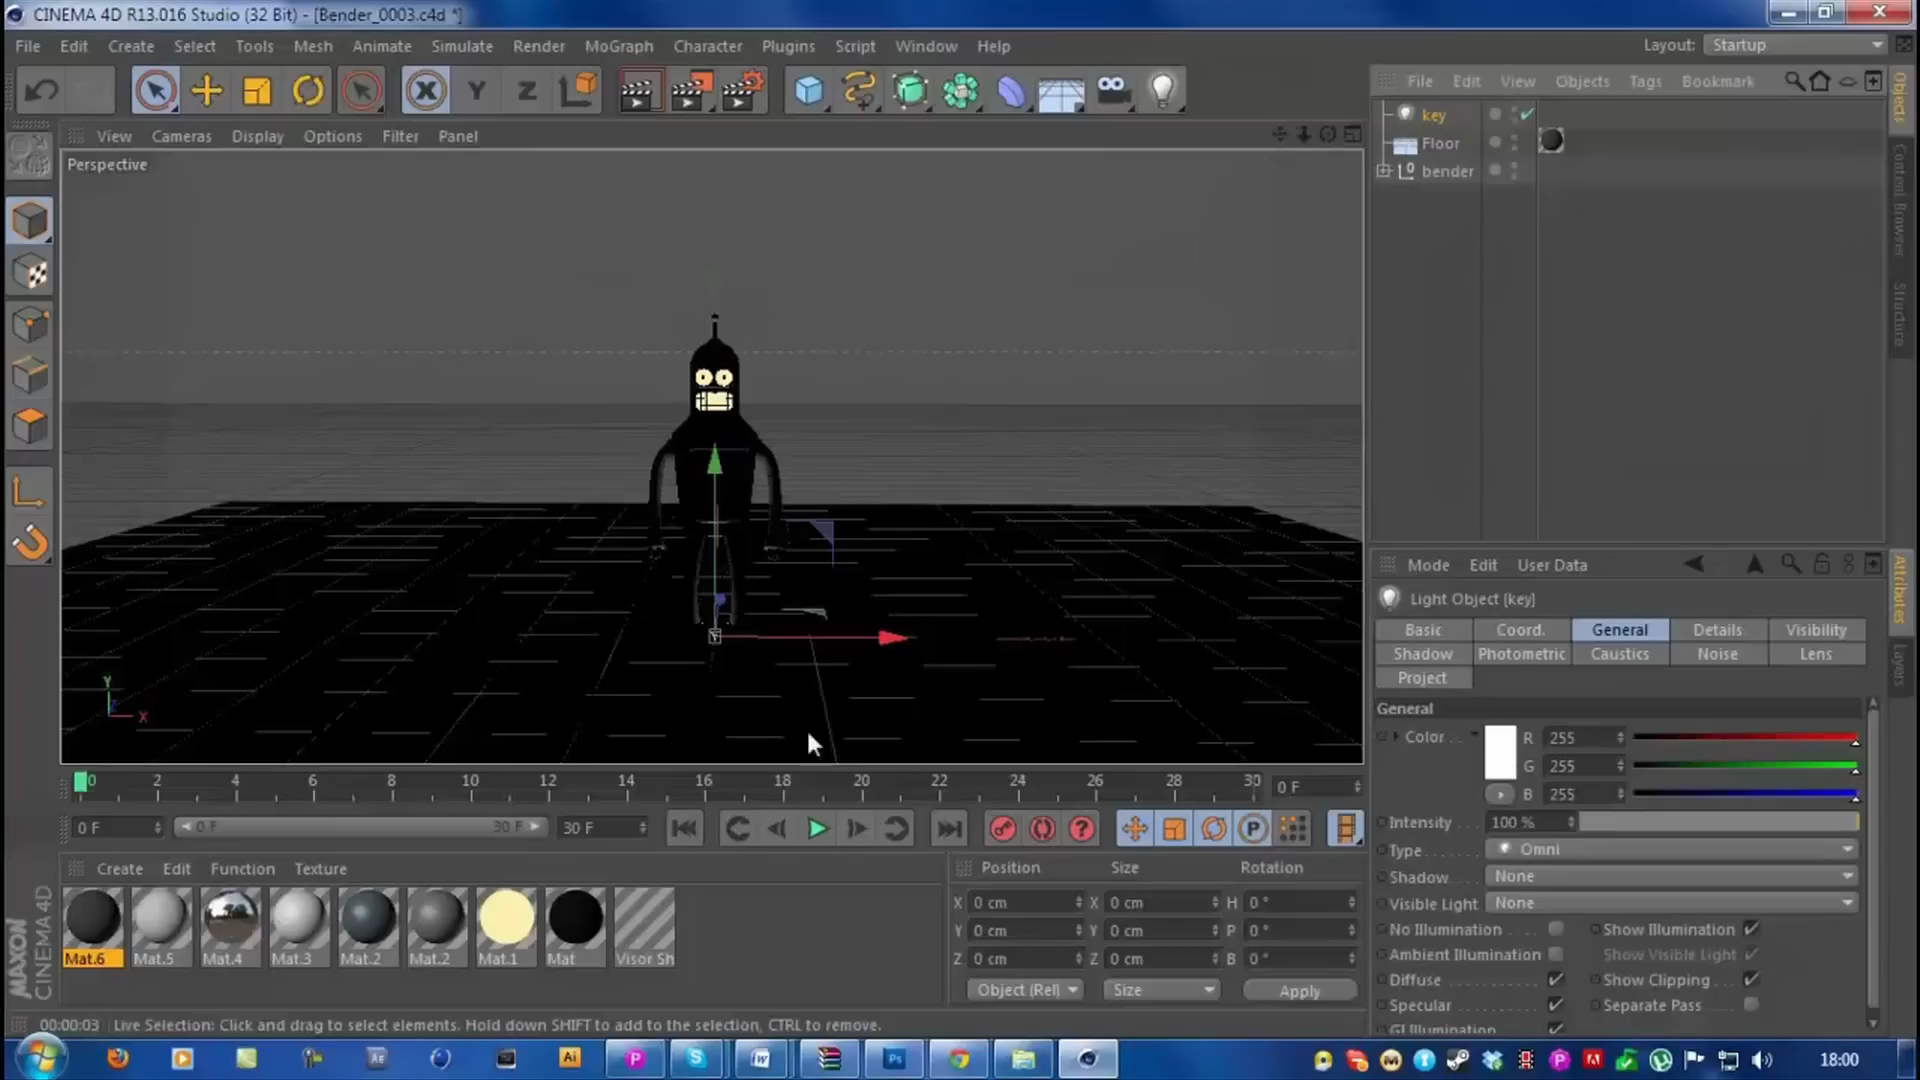 CINEMA 4D R13.016 Studio (32 Bit) - [Bender_0003.c4d *]
File Edit Create Select Tools Mesh Animate Simulate Render MoGraph Character Plugins Script Window Help
Layout: Startup
X Y Z
File Edit View Objects Tags Bookmark
View Cameras Display Options Filter Panel
Perspective
key
Floor
bender
Objects
Content Browser
Structure
Y
X
Z
Mode Edit User Data
Light Object [key]
Basic Coord. General Details Visibility
Shadow Photometric Caustics Noise Lens
Project
General
Color R 255
G 255
B 255
Intensity 100 %
Type Omni
Shadow None
Visible Light None
No Illumination Show Illumination
Ambient Illumination Show Visible Light
Diffuse Show Clipping
Specular Separate Pass
GI Illumination
Attributes
Layers
0 2 4 6 8 10 12 14 16 18 20 22 24 26 28 30 0 F
0 F 0 F 30 F 30 F
Create Edit Function Texture
Mat.6 Mat.5 Mat.4 Mat.3 Mat.2 Mat.2 Mat.1 Mat Visor Sh
Position Size Rotation
X 0 cm X 0 cm H 0 °
Y 0 cm Y 0 cm P 0 °
Z 0 cm Z 0 cm B 0 °
Object (Rel) Size Apply
MAXON
CINEMA 4D
00:00:03 Live Selection: Click and drag to select elements. Hold down SHIFT to add to the selection, CTRL to remove.
Ae Ai P S W Ps
18:00